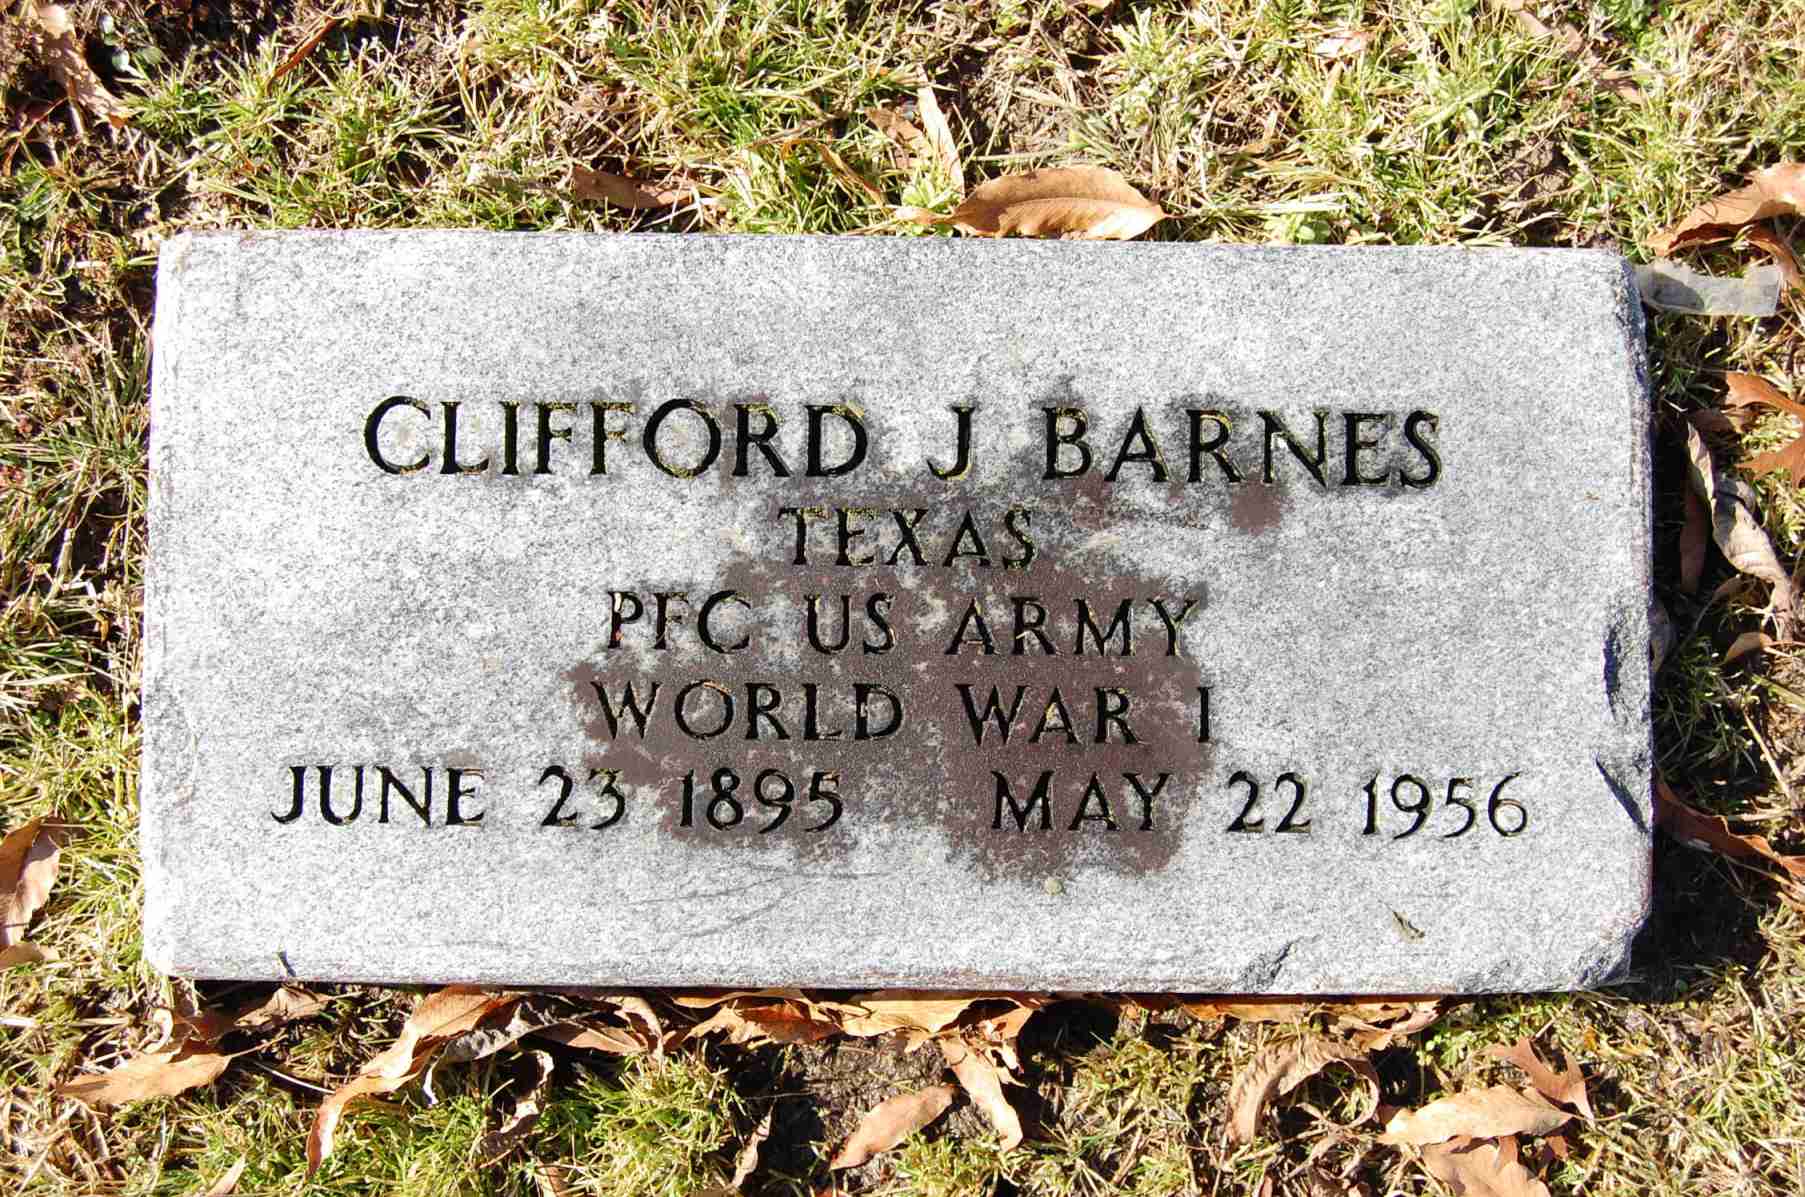 CLIFFORD J BARNES
TEXAS
PFC US ARMY
WORLD WAR I
JUNE 23 1895 MAY 22 1956